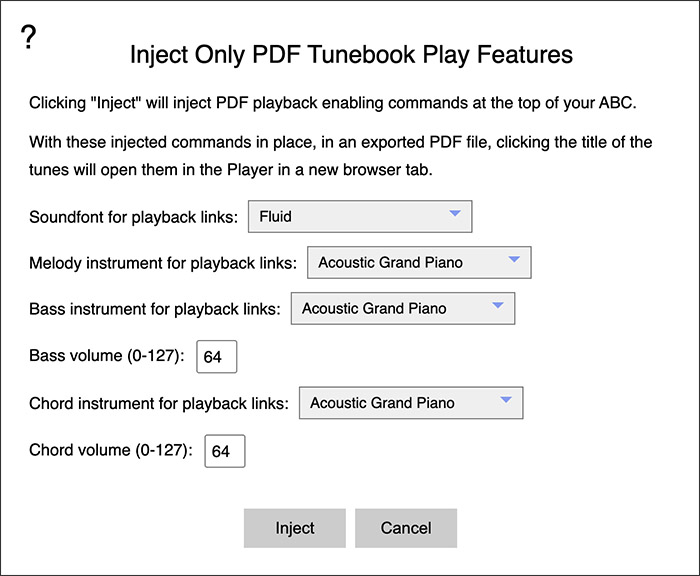 ?
Inject Only PDF Tunebook Play Features
Clicking "Inject" will inject PDF playback enabling commands at the top of your ABC.
With these injected commands in place, in an exported PDF file, clicking the title of the
tunes will open them in the Player in a new browser tab.
Soundfont for playback links: Fluid
Melody instrument for playback links: Acoustic Grand Piano
Bass instrument for playback links: Acoustic Grand Piano
Bass volume (0-127): 64
Chord instrument for playback links: Acoustic Grand Piano
Chord volume (0-127): 64
Inject Cancel